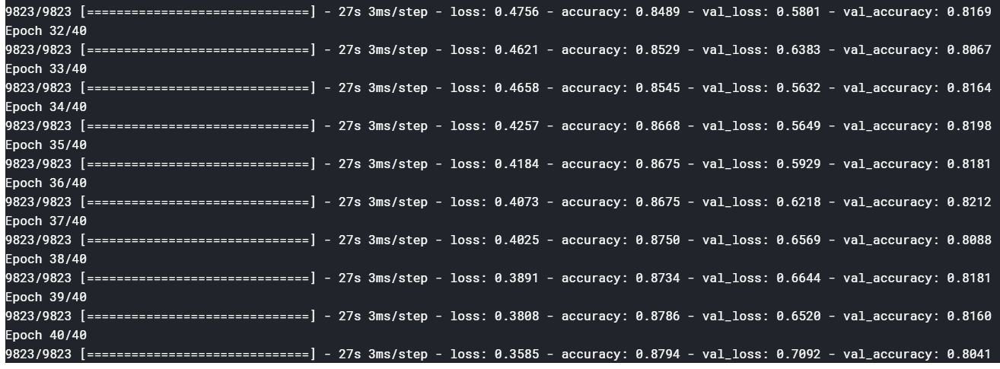 9823/9823 [==============================] - 27s 3ms/step - loss: 0.4756 - accuracy: 0.8489 - val_loss: 0.5801 - val_accuracy: 0.8169
Epoch 32/40
9823/9823 [==============================] - 27s 3ms/step - loss: 0.4621 - accuracy: 0.8529 - val_loss: 0.6383 - val_accuracy: 0.8067
Epoch 33/40
9823/9823 [==============================] - 27s 3ms/step - loss: 0.4658 - accuracy: 0.8545 - val_loss: 0.5632 - val_accuracy: 0.8164
Epoch 34/40
9823/9823 [==============================] - 27s 3ms/step - loss: 0.4257 - accuracy: 0.8668 - val_loss: 0.5649 - val_accuracy: 0.8198
Epoch 35/40
9823/9823 [==============================] - 27s 3ms/step - loss: 0.4184 - accuracy: 0.8675 - val_loss: 0.5929 - val_accuracy: 0.8181
Epoch 36/40
9823/9823 [==============================] - 27s 3ms/step - loss: 0.4073 - accuracy: 0.8675 - val_loss: 0.6218 - val_accuracy: 0.8212
Epoch 37/40
9823/9823 [==============================] - 27s 3ms/step - loss: 0.4025 - accuracy: 0.8750 - val_loss: 0.6569 - val_accuracy: 0.8088
Epoch 38/40
9823/9823 [==============================] - 27s 3ms/step - loss: 0.3891 - accuracy: 0.8734 - val_loss: 0.6644 - val_accuracy: 0.8181
Epoch 39/40
9823/9823 [==============================] - 27s 3ms/step - loss: 0.3808 - accuracy: 0.8786 - val_loss: 0.6520 - val_accuracy: 0.8160
Epoch 40/40
9823/9823 [==============================] - 27s 3ms/step - loss: 0.3585 - accuracy: 0.8794 - val_loss: 0.7092 - val_accuracy: 0.8041